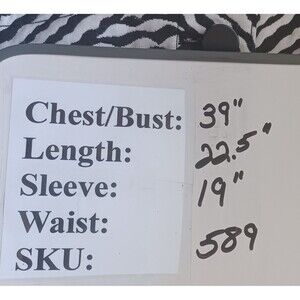 Chest/Bust: 39"
Length: 22.5"
Sleeve: 19"
Waist:
SKU: 589